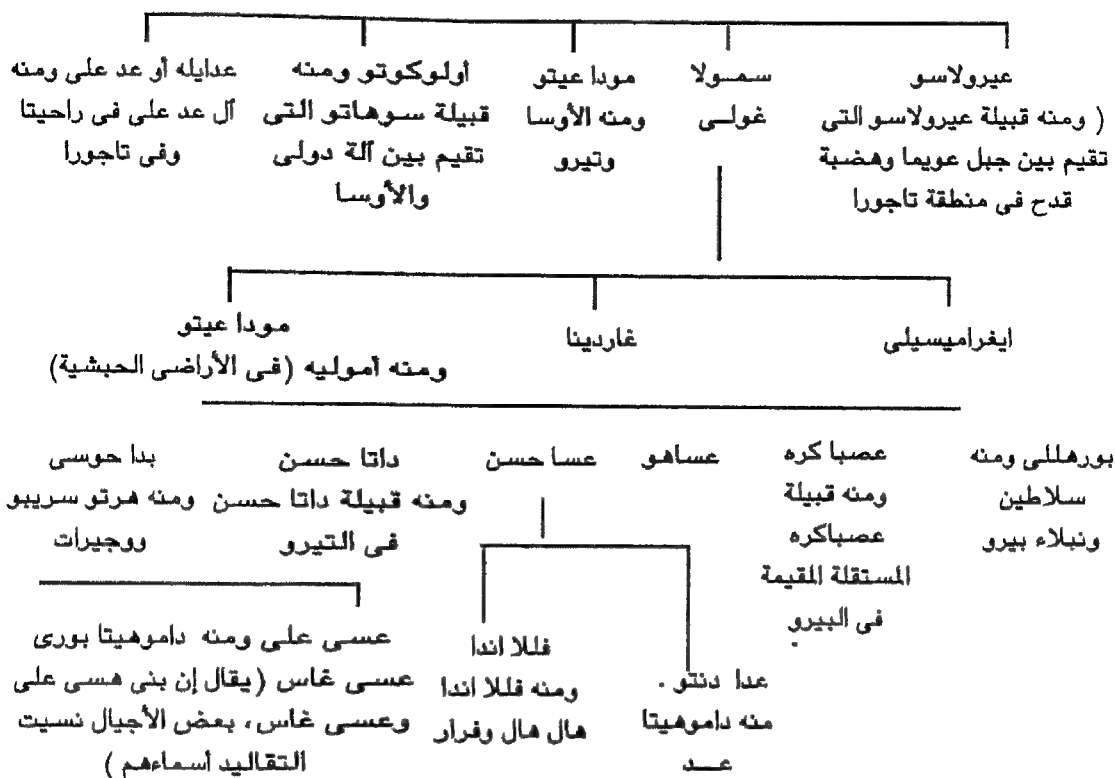 عيرولاسو
( ومنه قبيلة عيرولاسو التى
تقيم بين جبل عويما وهضبة
قدح فى منطقة تاجورا
سمولا
غولى
مودا عيتو
ومنه الأوسا
وتيرو
أولوكوتو ومنه
قبيلة سوهاتو التى
تقيم بين آلة دولى
والأوسا
عدايله أو عد على ومنه
آل عد على فى راحيتا
وفى تاجورا
ايغراميسيلى
غاردينا
مودا عيتو
ومنه أموليه (فى الأراضى الحبشية)
بورهللى ومنه
سلاطين
ونبلاء بيرو
عصبا كره
ومنه قبيلة
عصباكره
المستقلة المقيمة
فى البيرو
عساهو
عسا حسن
داتا حسن
ومنه قبيلة داتا حسن
فى التيرو
بدا حوسى
ومنه هرتو سريبو
ووجيرات
عدا دنتو .
منه داموهيتا
عد
فللا اندا
ومنه فللا اندا
هال هال وفرار
عسى على ومنه داموهيتا بورى
عسى غاس (يقال إن بنى هسى على
وعسى غاس، بعض الأجيال نسيت
التقاليد أسماءهم )